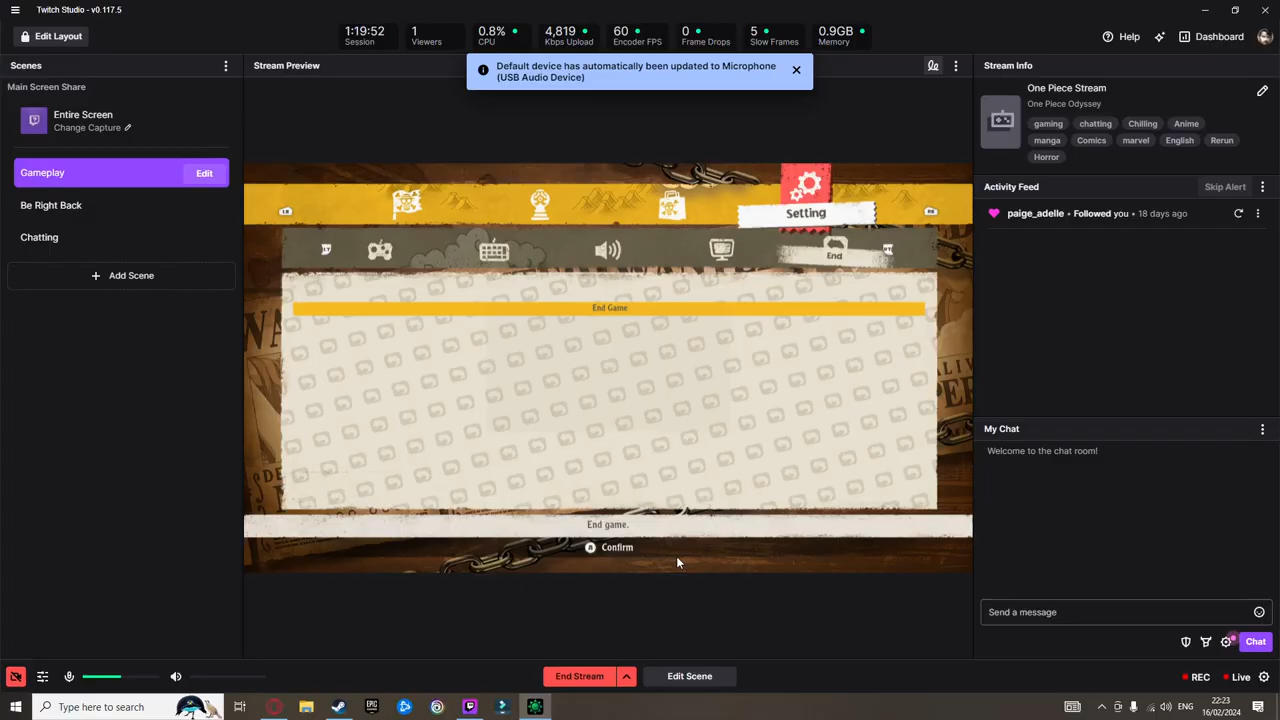 Twitch Studio - v0.117.5
Edit Layout
1:19:52
Session
1
Viewers
0.8%
CPU
4,819
Kbps Upload
60
Encoder FPS
0
Frame Drops
5
Slow Frames
0.9GB
Memory
Help
Dashboard
Scenes
Main Screen Share
Entire Screen
Change Capture
Gameplay
Edit
Be Right Back
Chatting
Add Scene
Stream Preview
Default device has automatically been updated to Microphone
(USB Audio Device)
LB
Setting
RB
LT
End
RT
End Game
End game.
A Confirm
Stream Info
One Piece Stream
One Piece Odyssey
gaming chatting Chilling Anime
manga Comics marvel English Rerun
Horror
Activity Feed
Skip Alert
paige_adelle • Followed you • 18 days ago
My Chat
Welcome to the chat room!
Send a message
Chat
End Stream
Edit Scene
REC
Live
Type here to search
EPIC
GAMES
ENG
22:23
16/02/2024